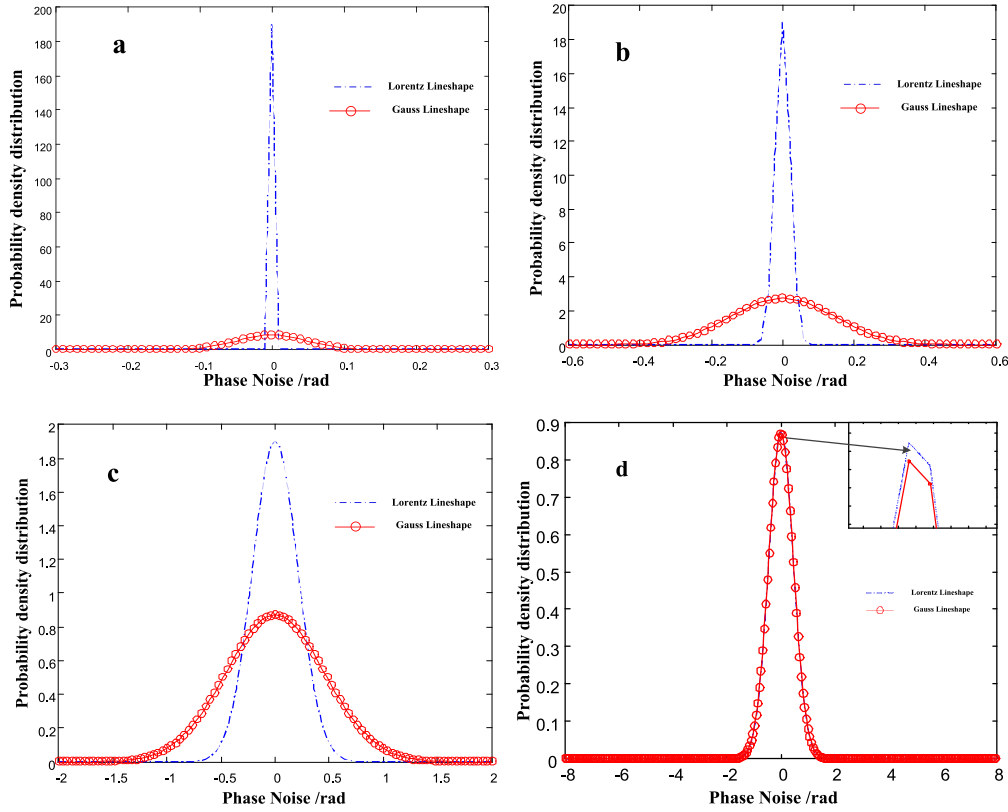 a
200
180
160
140
120
100
80
60
40
20
0
Probability density distribution
Lorentz Lineshape
Gauss Lineshape
-0.3 -0.2 -0.1 0 0.1 0.2 0.3
Phase Noise /rad
b
20
18
16
14
12
10
8
6
4
2
0
Probability density distribution
Lorentz Lineshape
Gauss Lineshape
-0.6 -0.4 -0.2 0 0.2 0.4 0.6
Phase Noise /rad
c
2
1.8
1.6
1.4
1.2
1
0.8
0.6
0.4
0.2
0
Probability density distribution
Lorentz Lineshape
Gauss Lineshape
-2 -1.5 -1 -0.5 0 0.5 1 1.5 2
Phase Noise /rad
d
0.9
0.8
0.7
0.6
0.5
0.4
0.3
0.2
0.1
0
Probability density distribution
Lorentz Lineshape
Gauss Lineshape
-8 -6 -4 -2 0 2 4 6 8
Phase Noise /rad